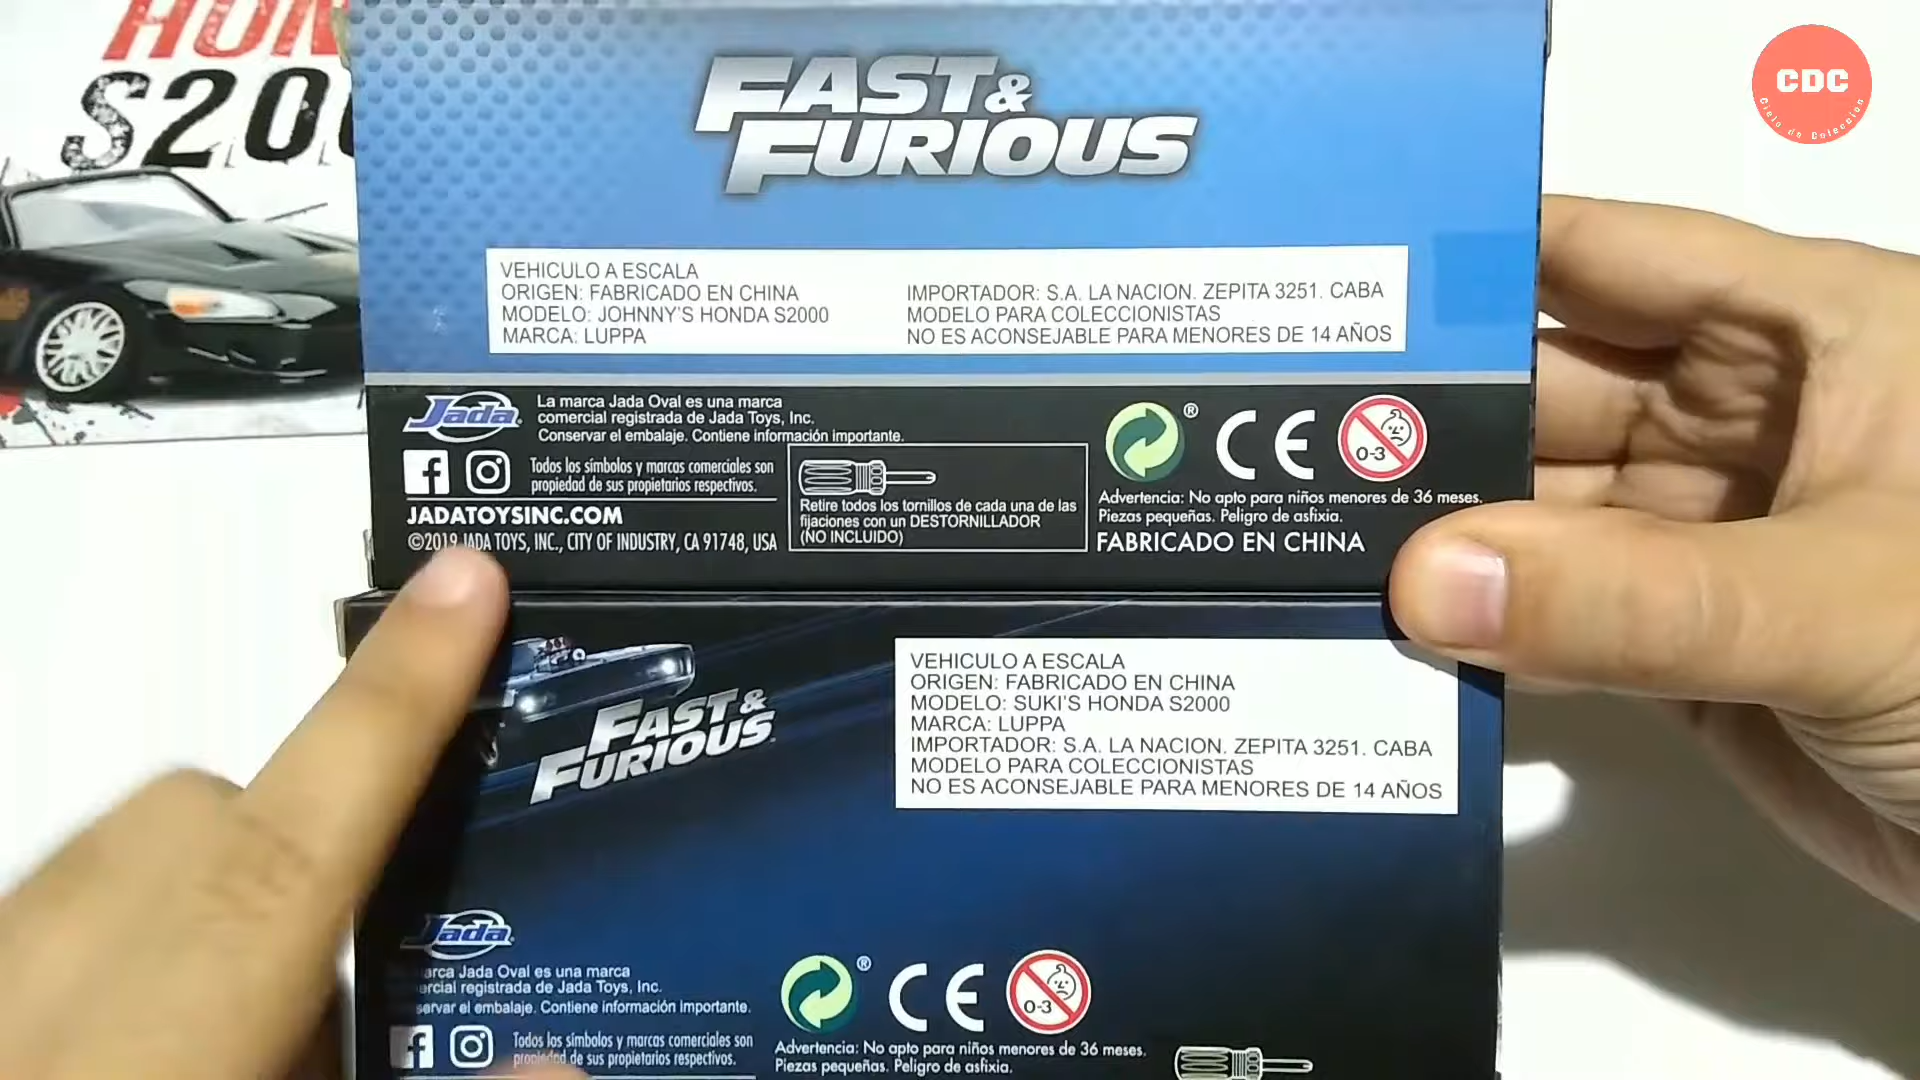 CDC
Cielo de Coleccion
FAST &
FURIOUS
VEHICULO A ESCALA
ORIGEN: FABRICADO EN CHINA
MODELO: JOHNNY'S HONDA S2000
MARCA: LUPPA
IMPORTADOR: S.A. LA NACION. ZEPITA 3251. CABA
MODELO PARA COLECCIONISTAS
NO ES ACONSEJABLE PARA MENORES DE 14 AÑOS
Jada
La marca Jada Oval es una marca
comercial registrada de Jada Toys, Inc.
Conservar el embalaje. Contiene información importante.
Todos los símbolos y marcas comerciales son
propiedad de sus propietarios respectivos.
JADATOYSINC.COM
©2019 JADA TOYS, INC., CITY OF INDUSTRY, CA 91748, USA
Retire todos los tornillos de cada una de las
fijaciones con un DESTORNILLADOR
(NO INCLUIDO)
®
CE
0-3
Advertencia: No apto para niños menores de 36 meses.
Piezas pequeñas. Peligro de asfixia.
FABRICADO EN CHINA
FAST &
FURIOUS
VEHICULO A ESCALA
ORIGEN: FABRICADO EN CHINA
MODELO: SUKI'S HONDA S2000
MARCA: LUPPA
IMPORTADOR: S.A. LA NACION. ZEPITA 3251. CABA
MODELO PARA COLECCIONISTAS
NO ES ACONSEJABLE PARA MENORES DE 14 AÑOS
Jada
Jada Oval es una marca
registrada de Jada Toys, Inc.
el embalaje. Contiene información importante.
Todos los símbolos y marcas comerciales son
propiedad de sus propietarios respectivos.
®
CE
0-3
Advertencia: No apto para niños menores de 36 meses.
Piezas pequeñas. Peligro de asfixia.